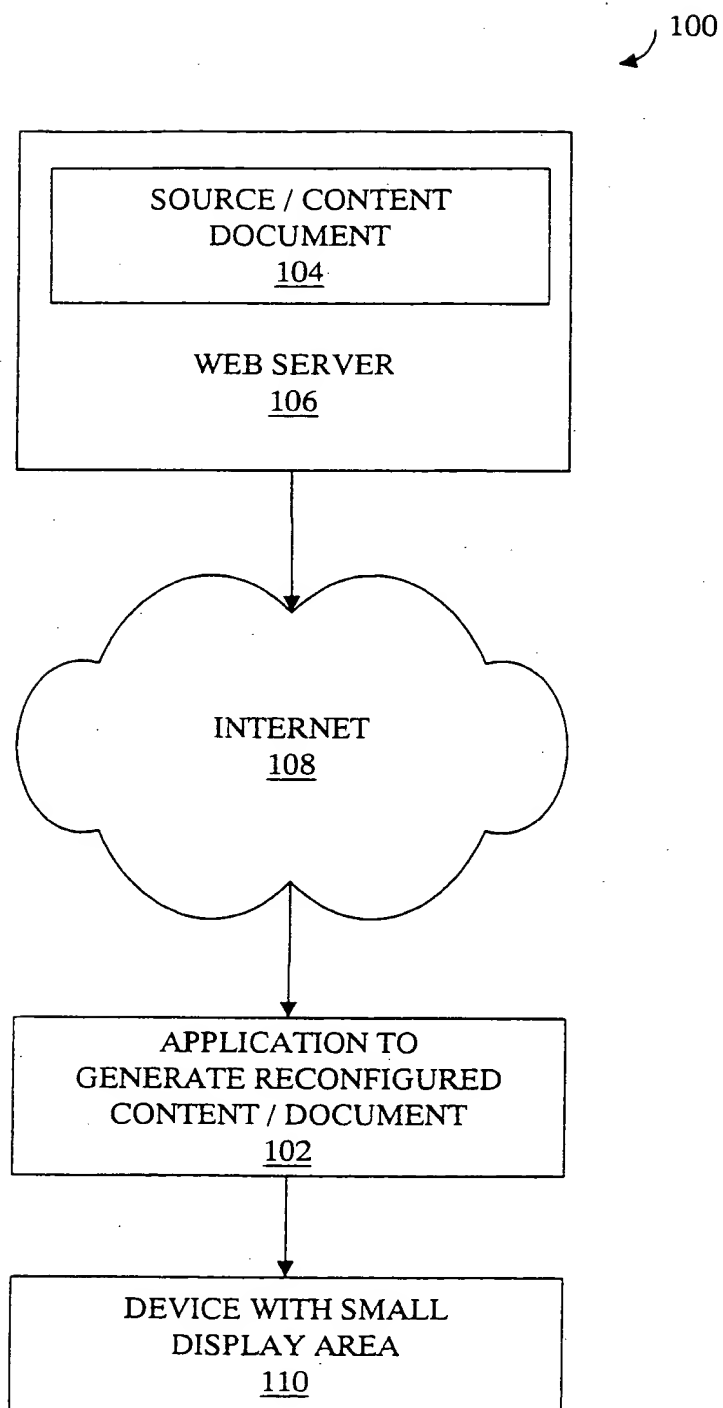 100
SOURCE / CONTENT
DOCUMENT
104
WEB SERVER
106
INTERNET
108
APPLICATION TO
GENERATE RECONFIGURED
CONTENT / DOCUMENT
102
DEVICE WITH SMALL
DISPLAY AREA
110